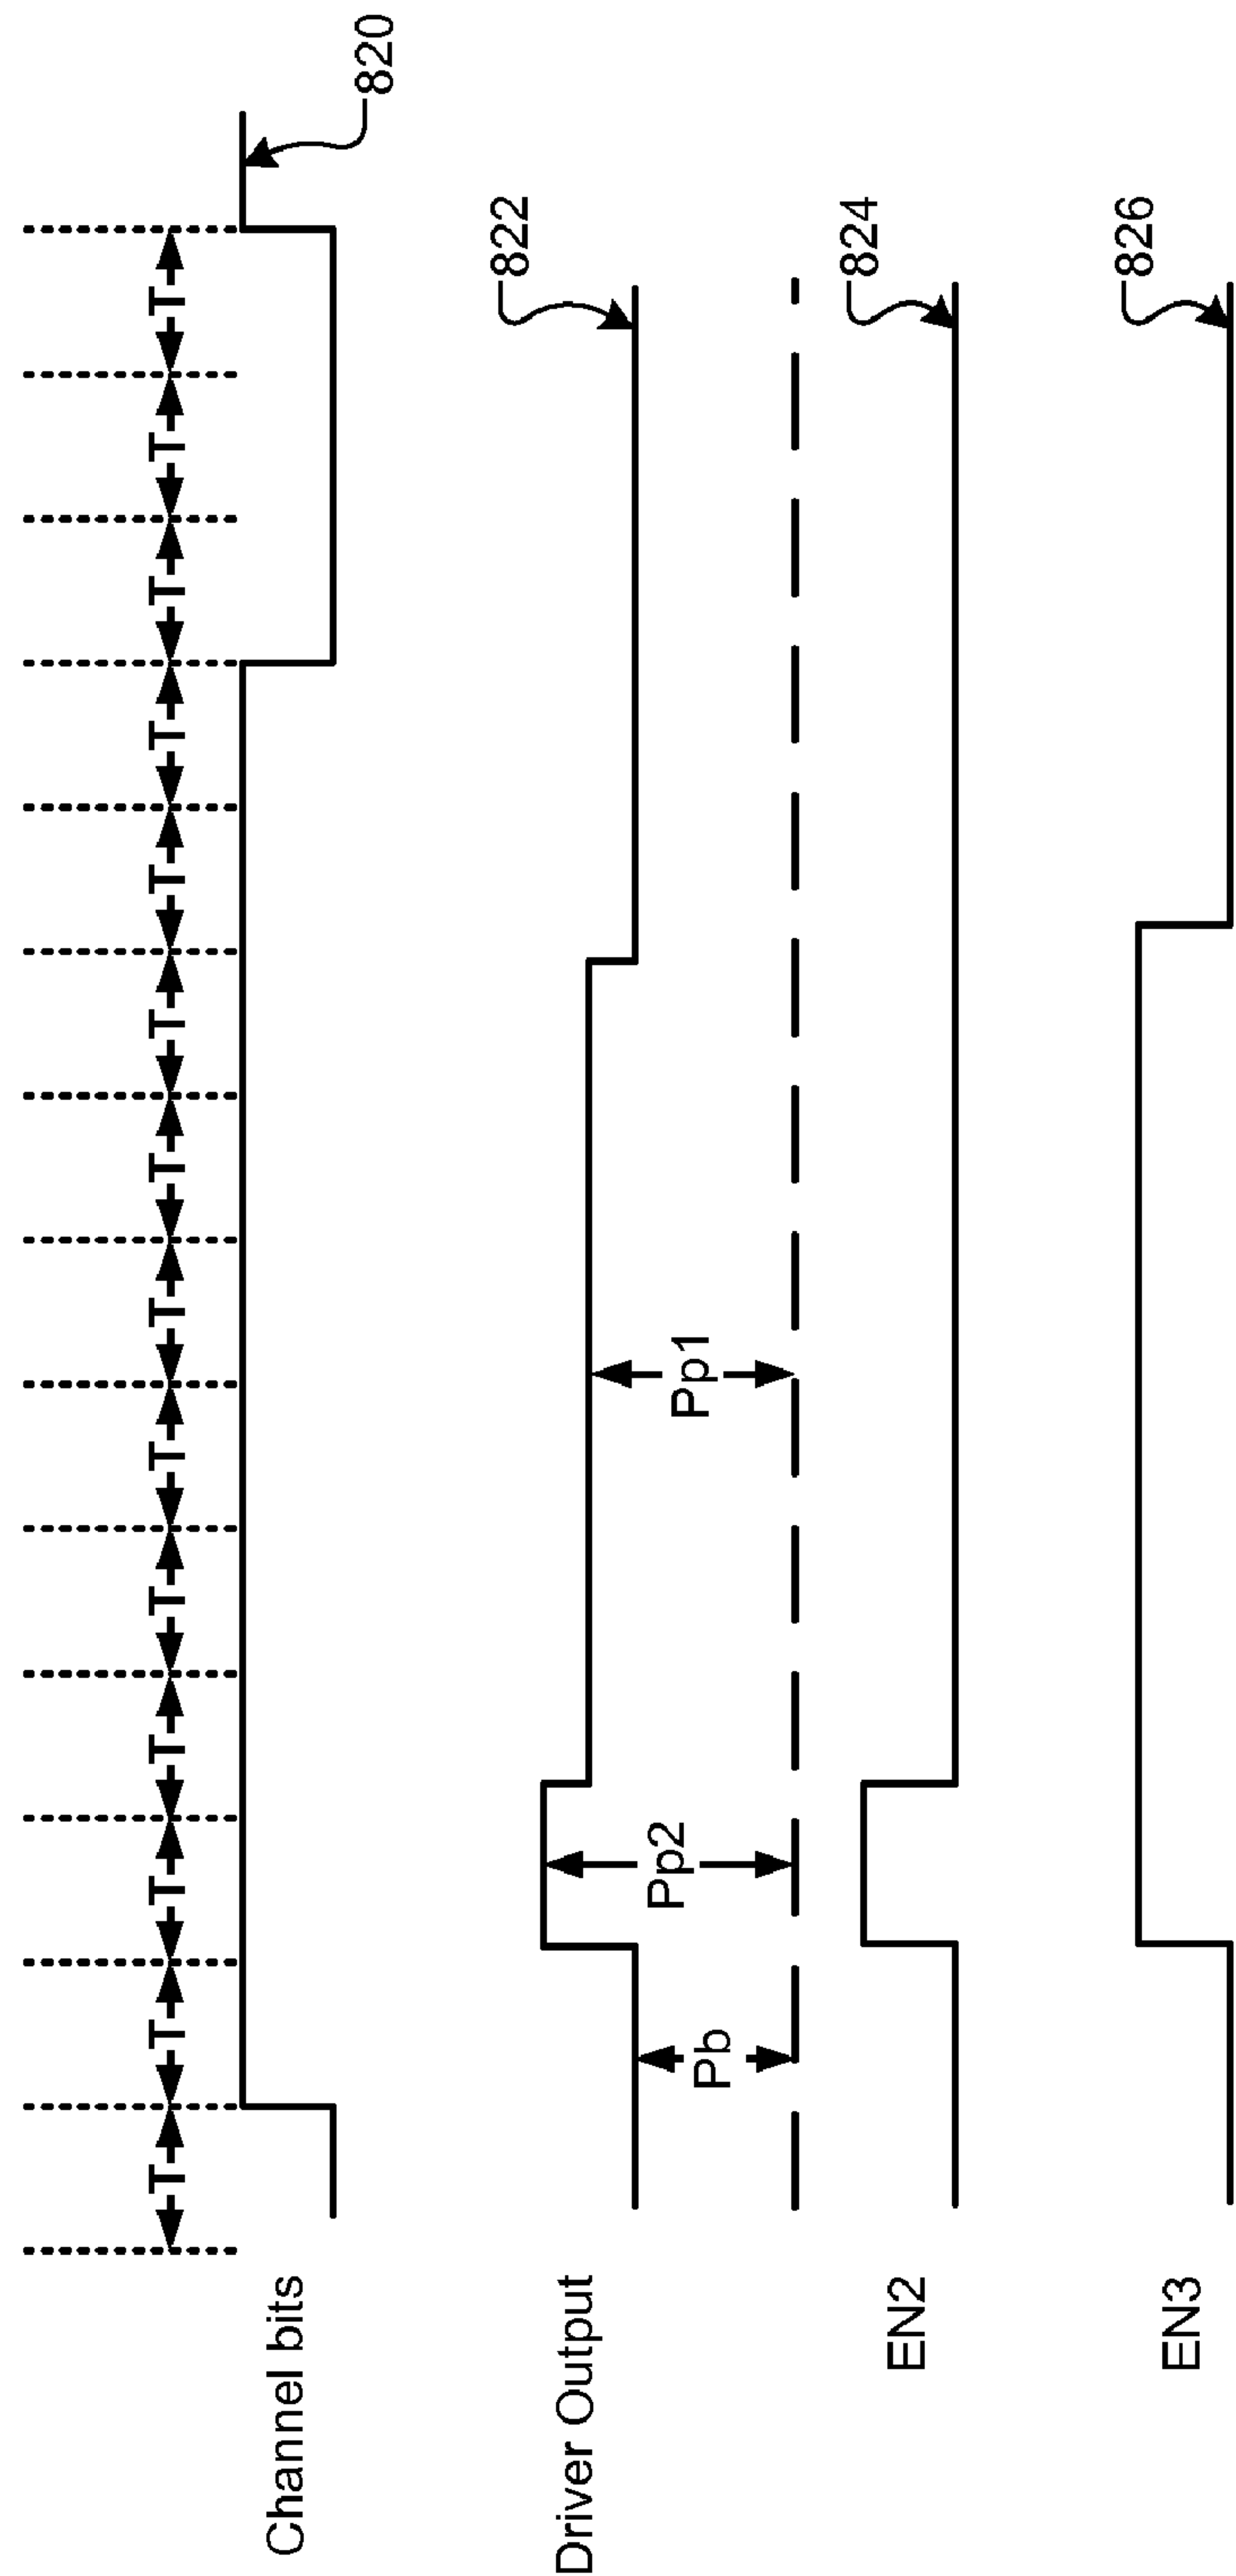 T T T T T T T T T T T T T T
Channel bits
820
822
Driver Output
Pb Pp2 Pp1
824
EN2
826
EN3